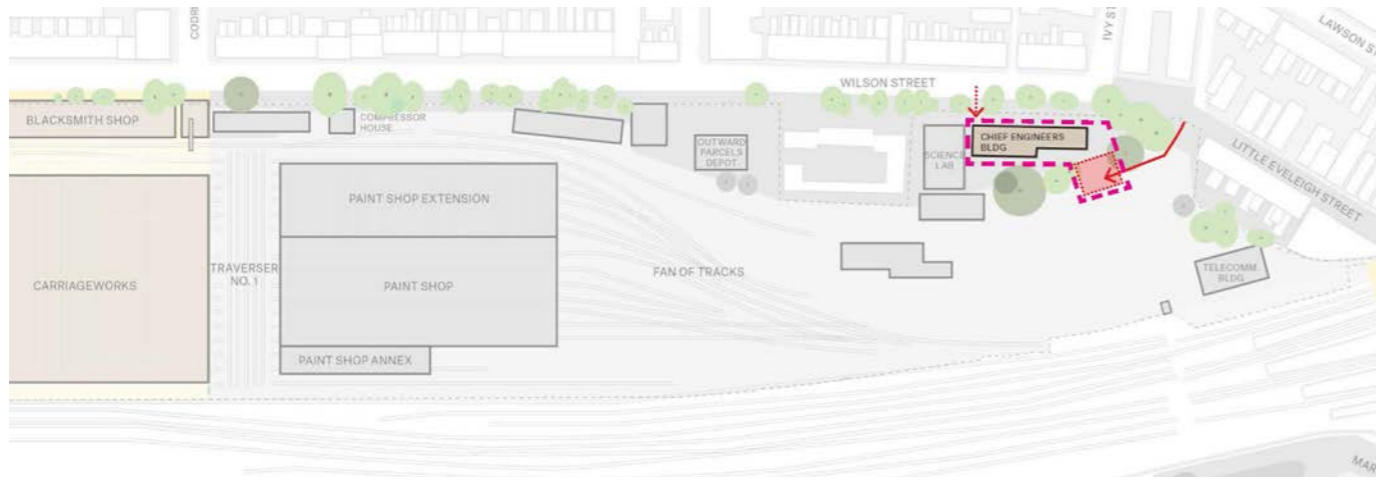 CODR
IVY ST
LAWSON ST
WILSON STREET
BLACKSMITH SHOP
COMPRESSOR
HOUSE
OUTWARD
PARCELS
DEPOT
SCIENCE
LAB
CHIEF ENGINEERS
BLDG
LITTLE EVELEIGH STREET
PAINT SHOP EXTENSION
CARRIAGEWORKS
TRAVERSER
NO. 1
PAINT SHOP
FAN OF TRACKS
TELECOMM.
BLDG
PAINT SHOP ANNEX
MAR